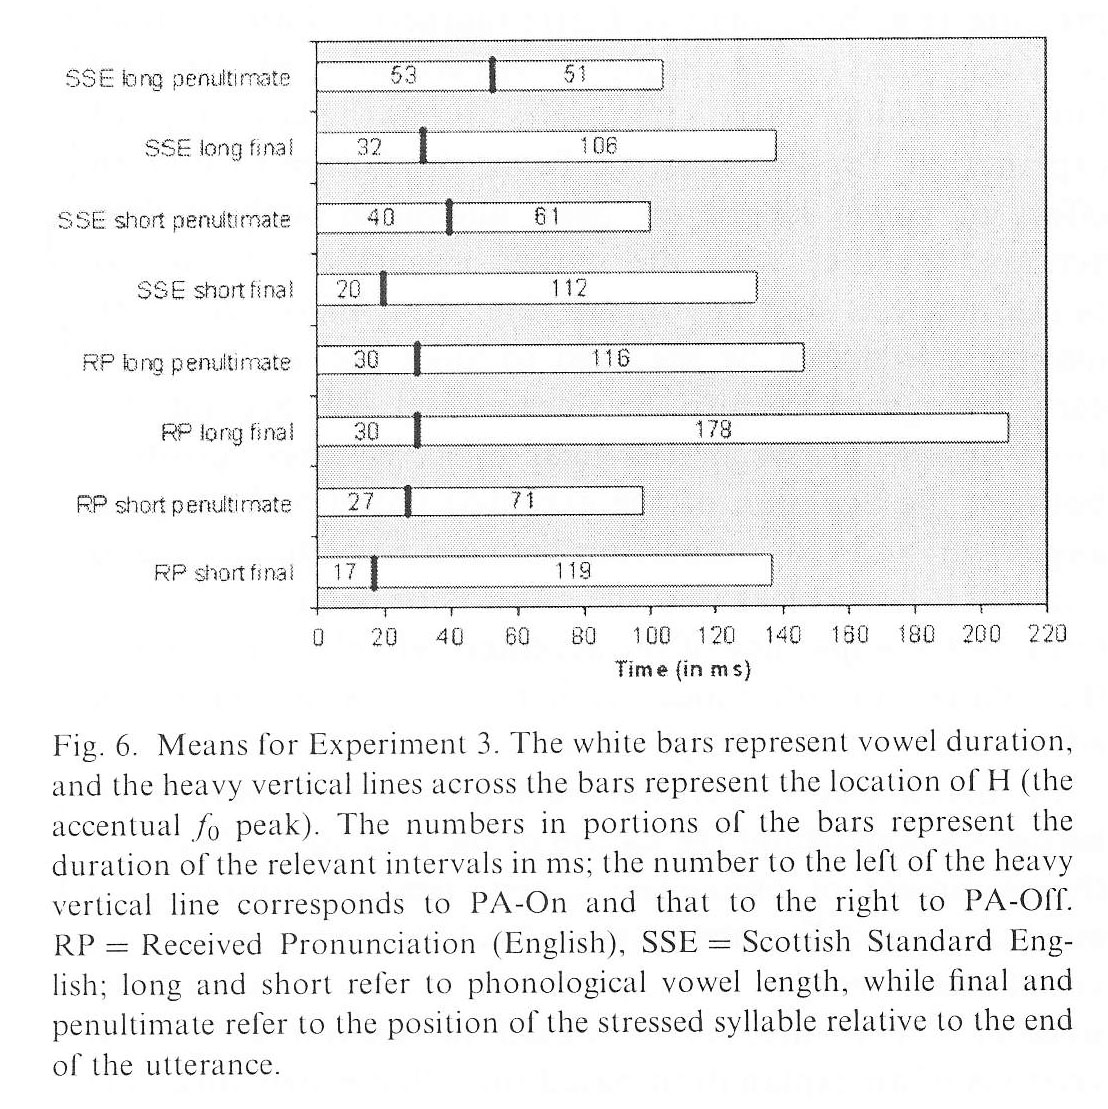 SSE long penultimate 53 51
SSE long final 32 106
SSE short penultimate 40 61
SSE short final 20 112
RP long penultimate 30 116
RP long final 30 178
RP short penultimate 27 71
RP short final 17 119
0 20 40 60 80 100 120 140 160 180 200 220
Time (in ms)
Fig. 6. Means for Experiment 3. The white bars represent vowel duration,
and the heavy vertical lines across the bars represent the location of H (the
accentual f0 peak). The numbers in portions of the bars represent the
duration of the relevant intervals in ms; the number to the left of the heavy
vertical line corresponds to PA-On and that to the right to PA-Off.
RP = Received Pronunciation (English), SSE = Scottish Standard Eng-
lish; long and short refer to phonological vowel length, while final and
penultimate refer to the position of the stressed syllable relative to the end
of the utterance.